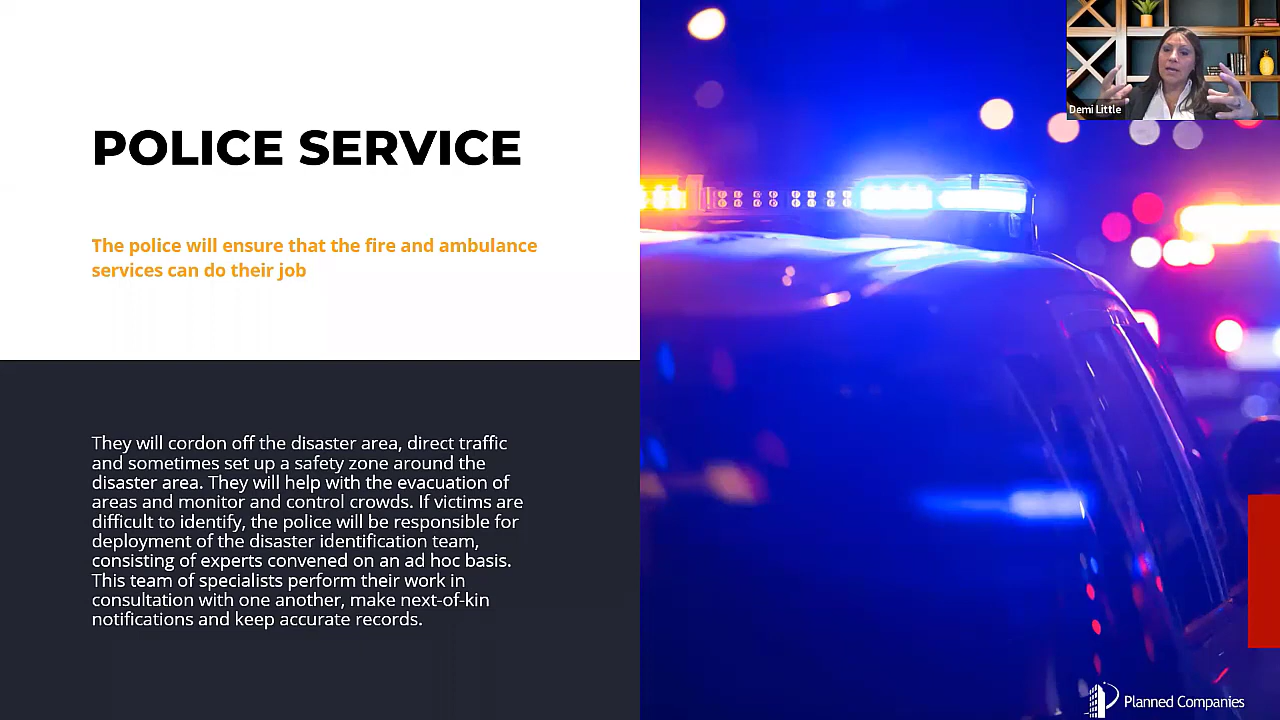 POLICE SERVICE
The police will ensure that the fire and ambulance
services can do their job
They will cordon off the disaster area, direct traffic
and sometimes set up a safety zone around the
disaster area. They will help with the evacuation of
areas and monitor and control crowds. If victims are
difficult to identify, the police will be responsible for
deployment of the disaster identification team,
consisting of experts convened on an ad hoc basis.
This team of specialists perform their work in
consultation with one another, make next-of-kin
notifications and keep accurate records.
Demi Little
Planned Companies